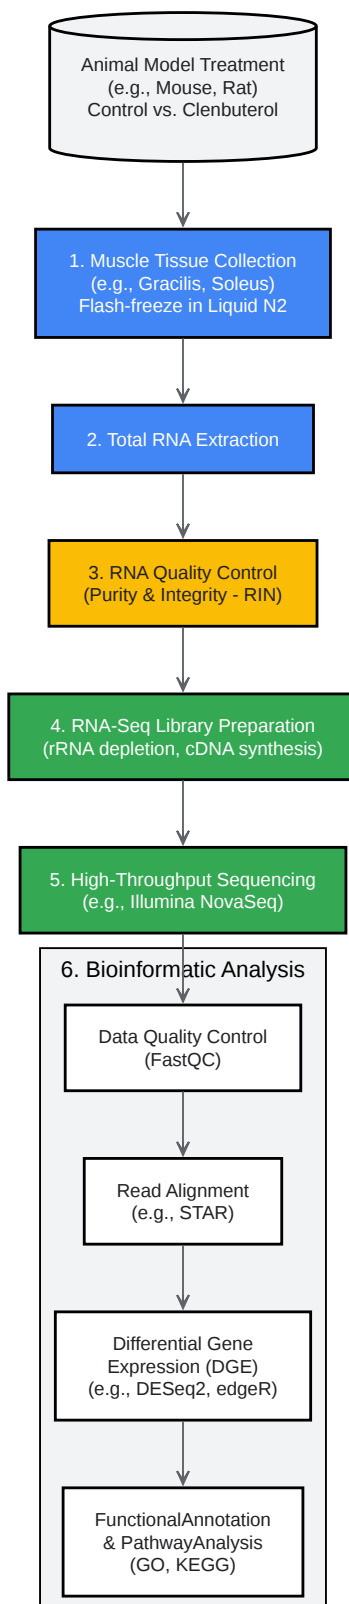 Animal Model Treatment
(e.g., Mouse, Rat)
Control vs. Clenbuterol
1. Muscle Tissue Collection
(e.g., Gracilis, Soleus)
Flash-freeze in Liquid N2
2. Total RNA Extraction
3. RNA Quality Control
(Purity & Integrity - RIN)
4. RNA-Seq Library Preparation
(rRNA depletion, cDNA synthesis)
5. High-Throughput Sequencing
(e.g., Illumina NovaSeq)
6. Bioinformatic Analysis
Data Quality Control
(FastQC)
Read Alignment
(e.g., STAR)
Differential Gene
Expression (DGE)
(e.g., DESeq2, edgeR)
FunctionalAnnotation
& PathwayAnalysis
(GO, KEGG)